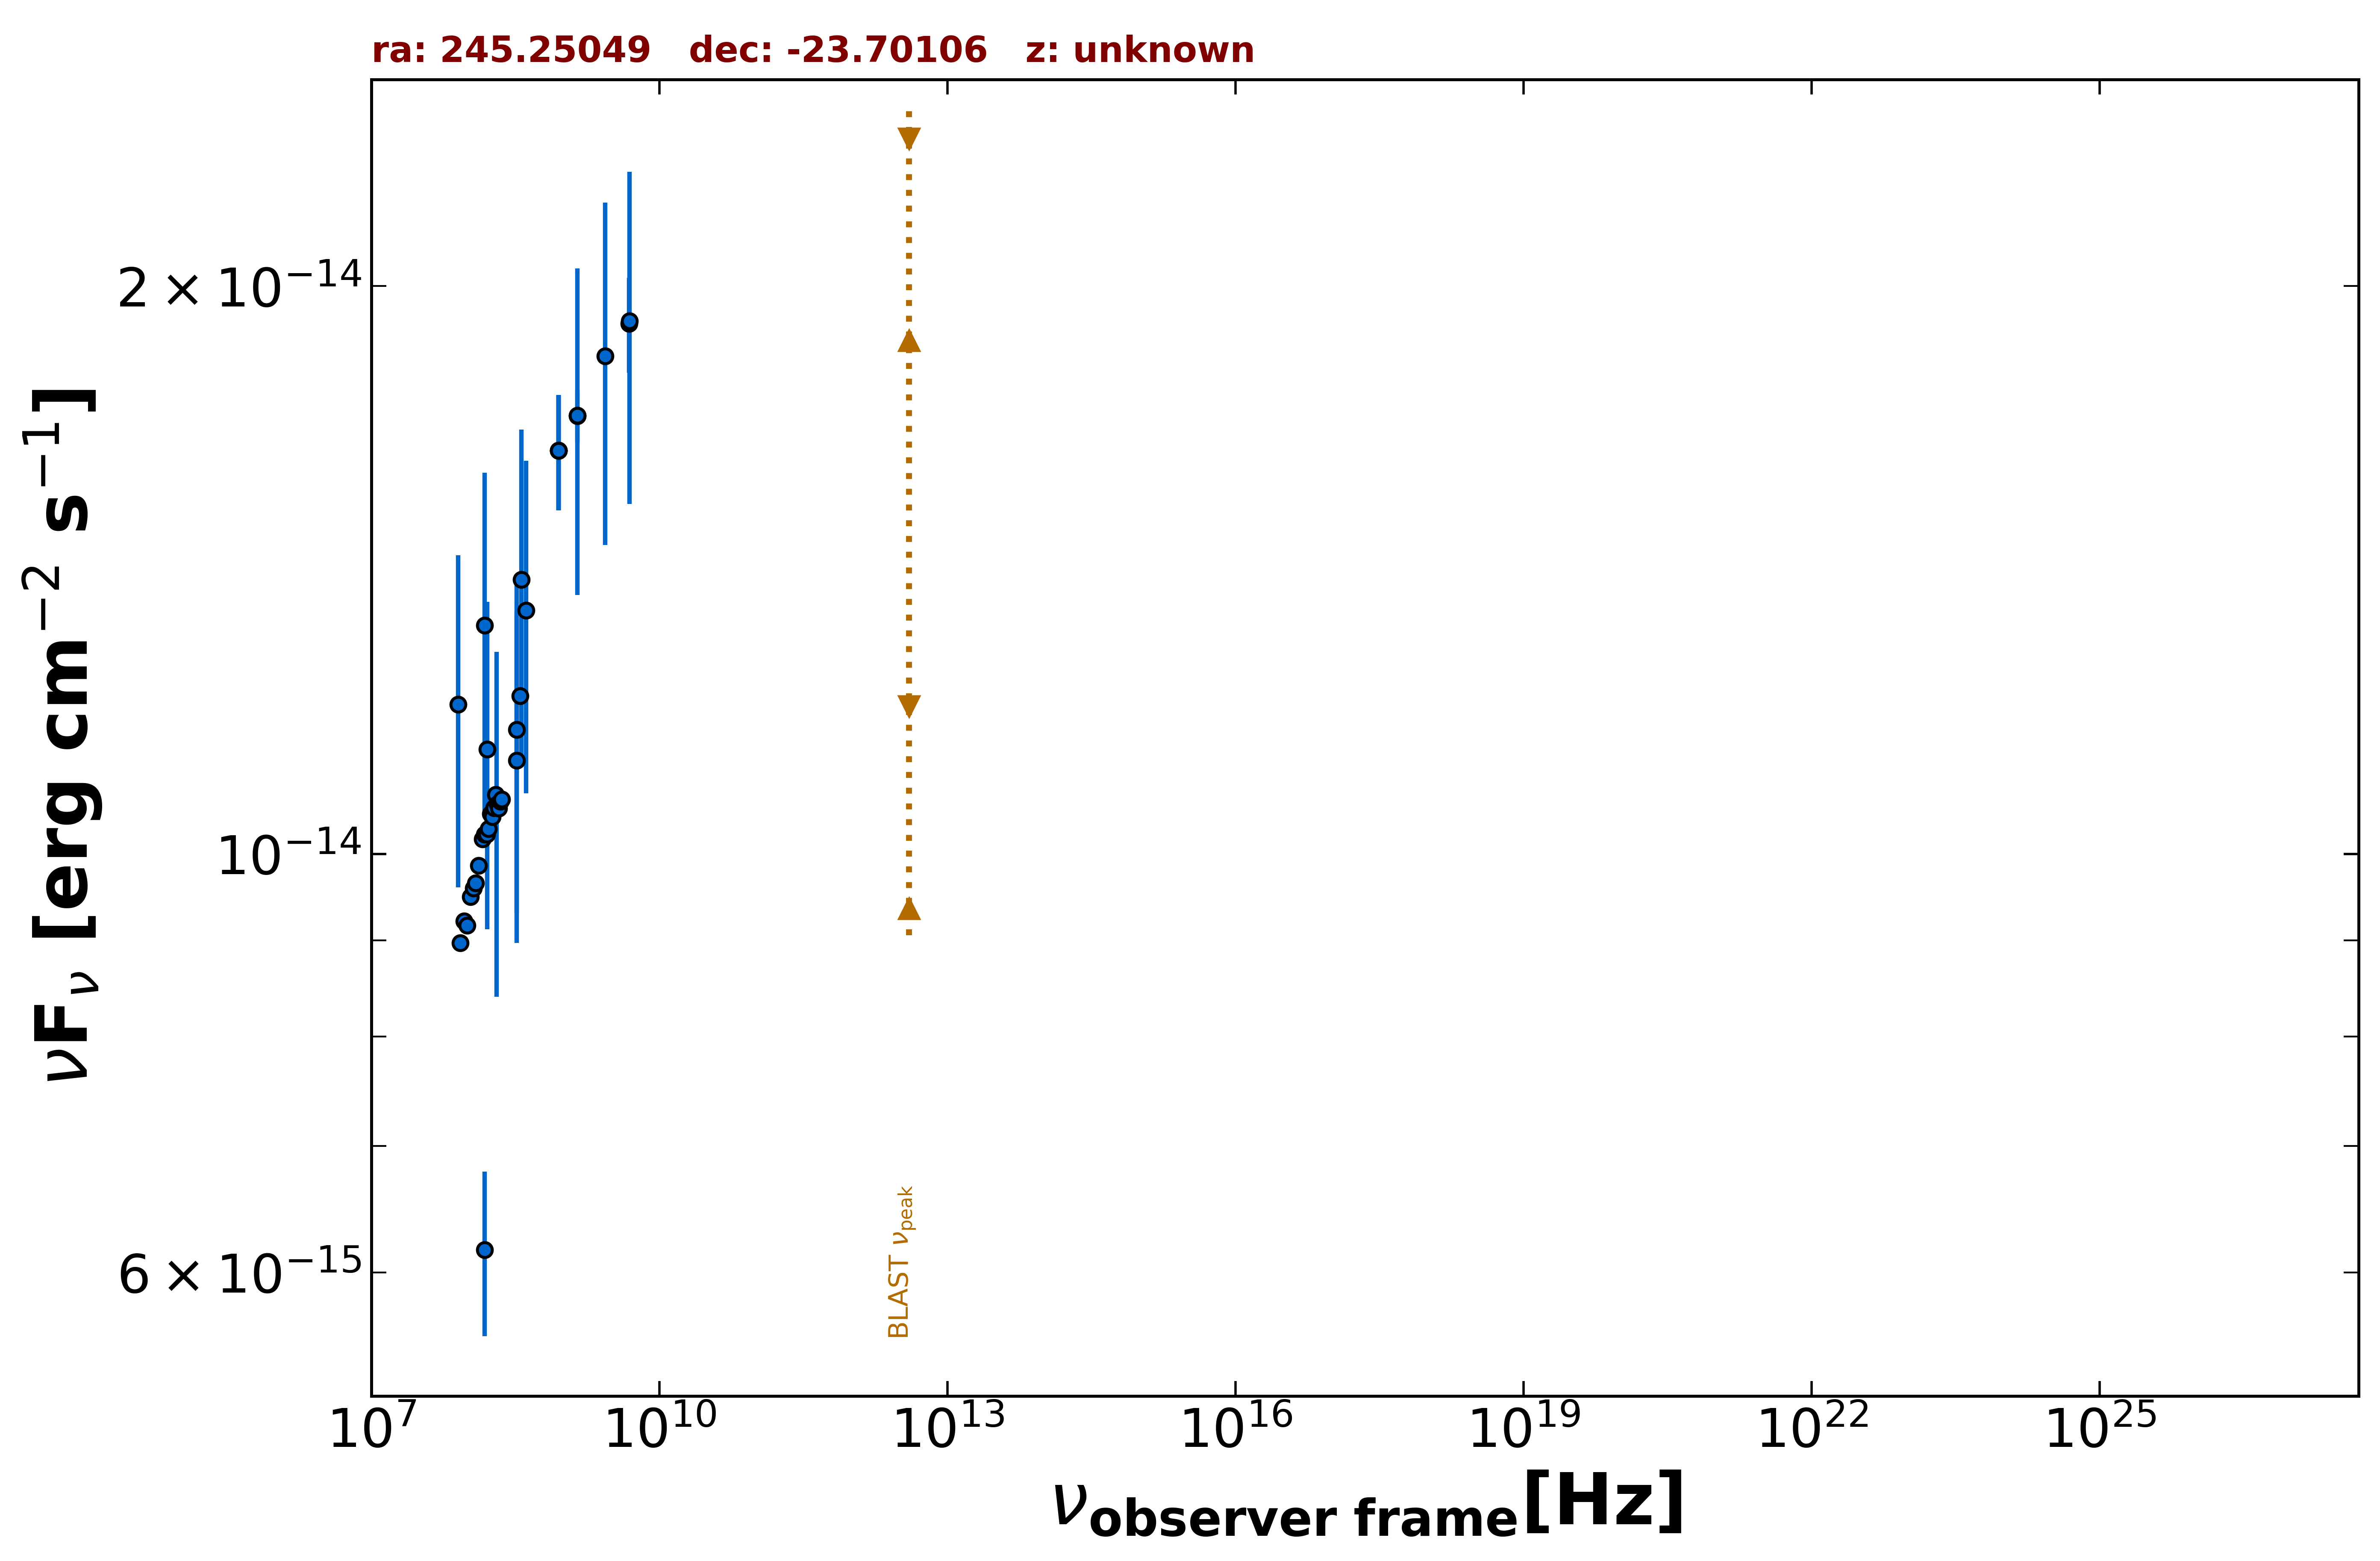 ra: 245.25049 dec: -23.70106 z: unknown
νFν [erg cm⁻² s⁻¹]
2 × 10⁻¹⁴
10⁻¹⁴
6 × 10⁻¹⁵
BLAST νpeak
10⁷ 10¹⁰ 10¹³ 10¹⁶ 10¹⁹ 10²² 10²⁵
νobserver frame[Hz]